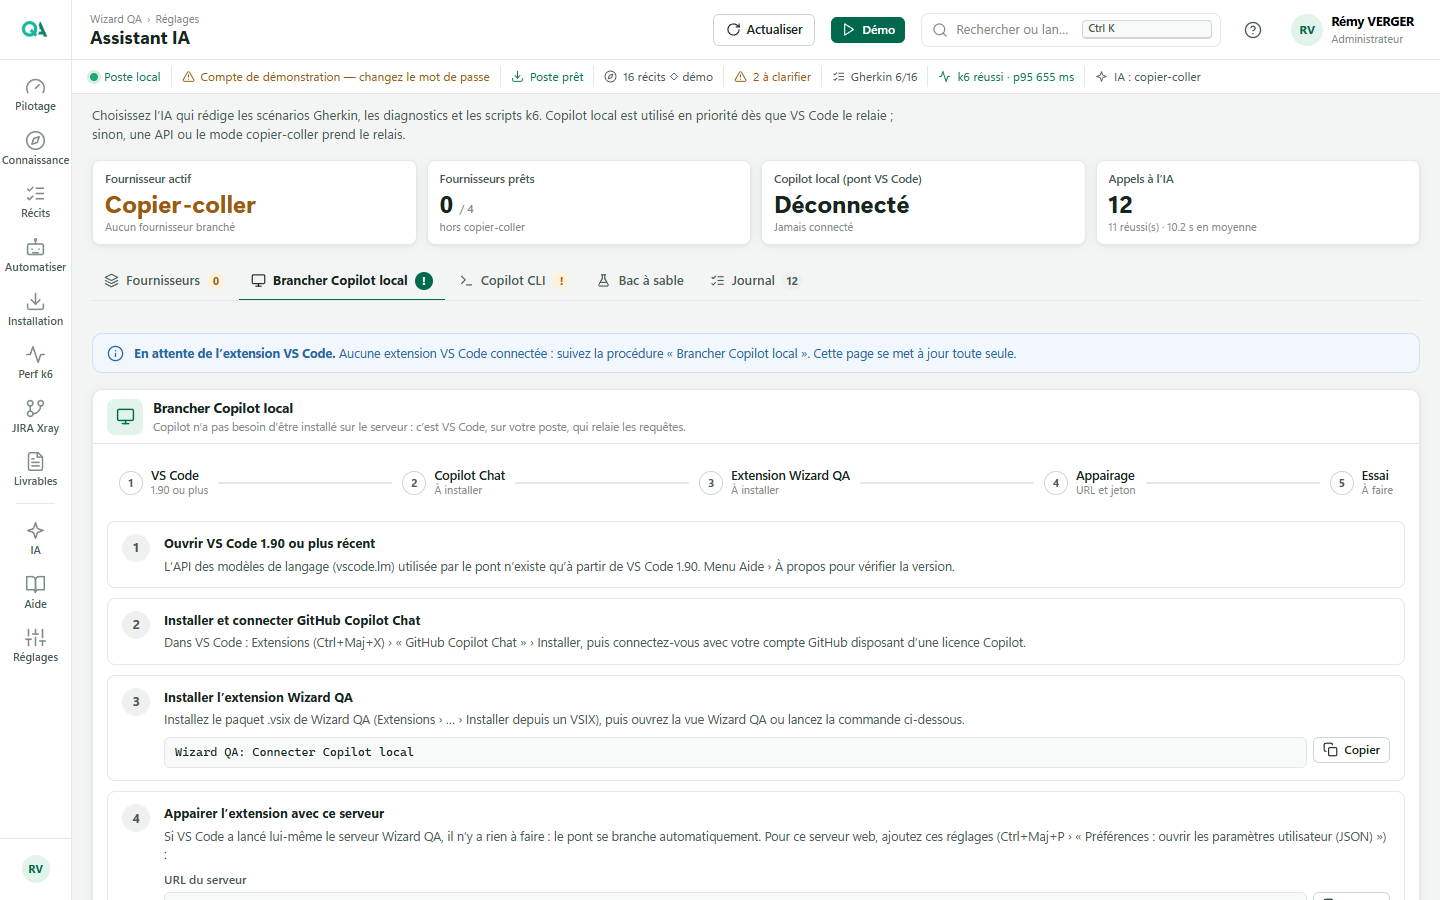 QA
Wizard QA › Réglages
Assistant IA
Actualiser
Démo
Rechercher ou lan...
Ctrl K
RV
Rémy VERGER
Administrateur
Poste local
Compte de démonstration — changez le mot de passe
Poste prêt
16 récits ◇ démo
2 à clarifier
Gherkin 6/16
k6 réussi · p95 655 ms
IA : copier-coller
Pilotage
Connaissance
Récits
Automatiser
Installation
Perf k6
JIRA Xray
Livrables
IA
Aide
Réglages
RV
Choisissez l’IA qui rédige les scénarios Gherkin, les diagnostics et les scripts k6. Copilot local est utilisé en priorité dès que VS Code le relaie ;
sinon, une API ou le mode copier-coller prend le relais.
Fournisseur actif
Copier-coller
Aucun fournisseur branché
Fournisseurs prêts
0 / 4
hors copier-coller
Copilot local (pont VS Code)
Déconnecté
Jamais connecté
Appels à l’IA
12
11 réussi(s) · 10.2 s en moyenne
Fournisseurs 0
Brancher Copilot local !
Copilot CLI !
Bac à sable
Journal 12
En attente de l’extension VS Code. Aucune extension VS Code connectée : suivez la procédure « Brancher Copilot local ». Cette page se met à jour toute seule.
Brancher Copilot local
Copilot n’a pas besoin d’être installé sur le serveur : c’est VS Code, sur votre poste, qui relaie les requêtes.
1
VS Code
1.90 ou plus
2
Copilot Chat
À installer
3
Extension Wizard QA
À installer
4
Appairage
URL et jeton
5
Essai
À faire
1
Ouvrir VS Code 1.90 ou plus récent
L’API des modèles de langage (vscode.lm) utilisée par le pont n’existe qu’à partir de VS Code 1.90. Menu Aide › À propos pour vérifier la version.
2
Installer et connecter GitHub Copilot Chat
Dans VS Code : Extensions (Ctrl+Maj+X) › « GitHub Copilot Chat » › Installer, puis connectez-vous avec votre compte GitHub disposant d’une licence Copilot.
3
Installer l’extension Wizard QA
Installez le paquet .vsix de Wizard QA (Extensions › … › Installer depuis un VSIX), puis ouvrez la vue Wizard QA ou lancez la commande ci-dessous.
Wizard QA: Connecter Copilot local
Copier
4
Appairer l’extension avec ce serveur
Si VS Code a lancé lui-même le serveur Wizard QA, il n’y a rien à faire : le pont se branche automatiquement. Pour ce serveur web, ajoutez ces réglages (Ctrl+Maj+P › « Préférences : ouvrir les paramètres utilisateur (JSON) »)
:
URL du serveur